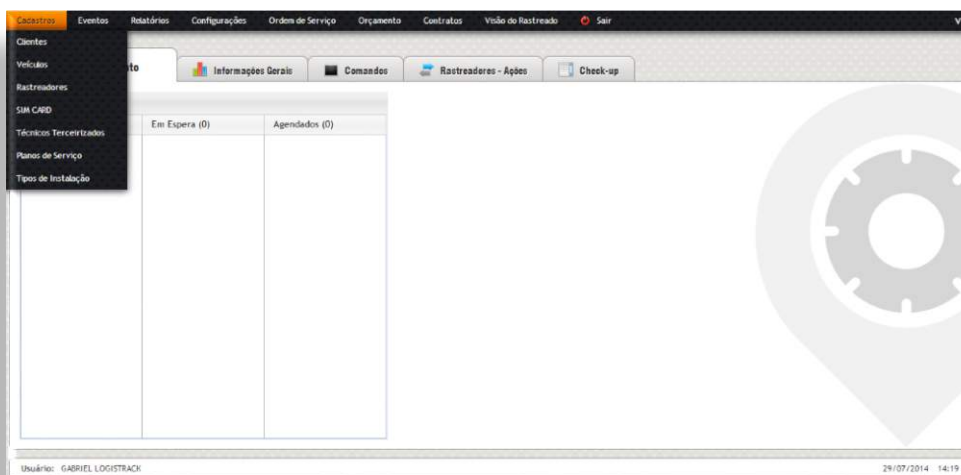 Cadastros Eventos Relatórios Configurações Ordem de Serviço Orçamento Contratos Visão do Rastreado Sair
Clientes
Veículos
Rastreadores
SIM CARD
Técnicos Terceirizados
Planos de Serviço
Tipos de Instalação
Informações Gerais Comandos Rastreadores - Ações Check-up
Em Espera (0) Agendados (0)
Usuário: GABRIEL LOGISTRACK 29/07/2014 14:19